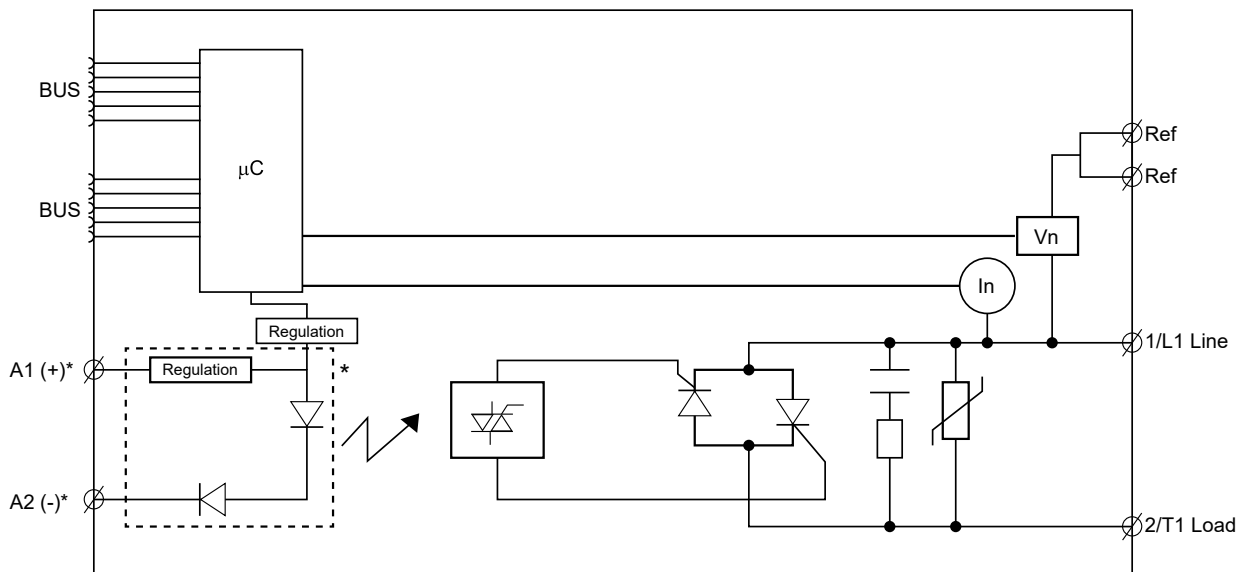 BUS
μC
Ref
Ref
BUS
Vn
In
Regulation
1/L1 Line
A1 (+)*
Regulation
*
A2 (-)*
2/T1 Load